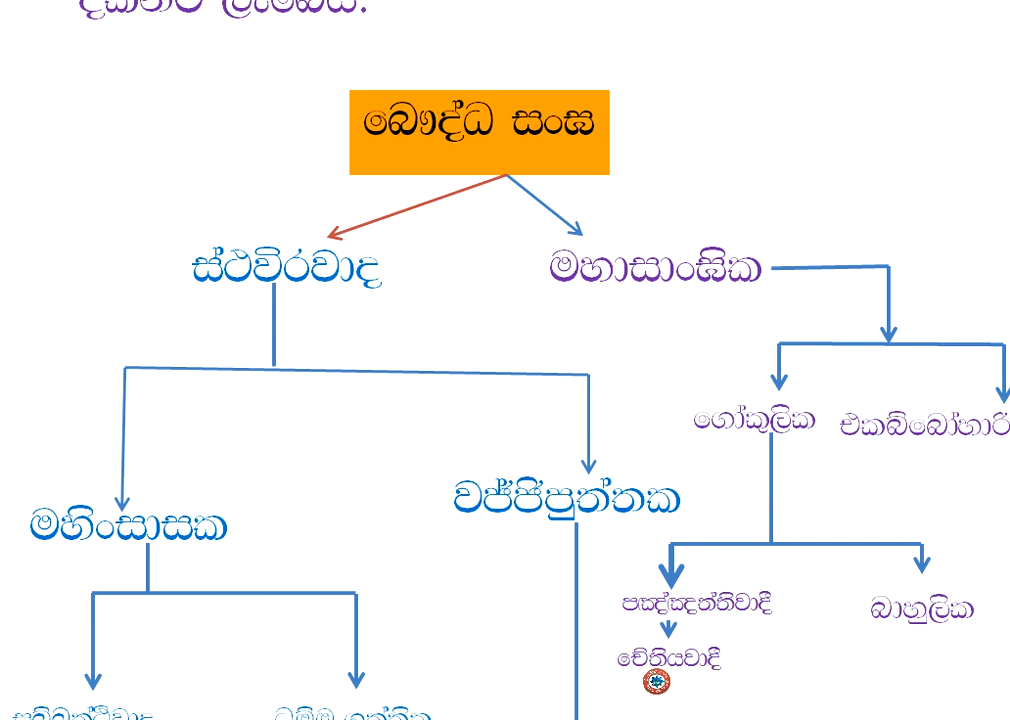 බෞද්ධ සංඝ
ස්ථවිරවාද
මහාසාංඝික
ගෝකුලික
එකබ්බෝහාරි
වජ්ජිපුත්තක
මහිංසාසක
පඤ්ඤත්තිවාදී
බාහුලික
චේතියවාදී